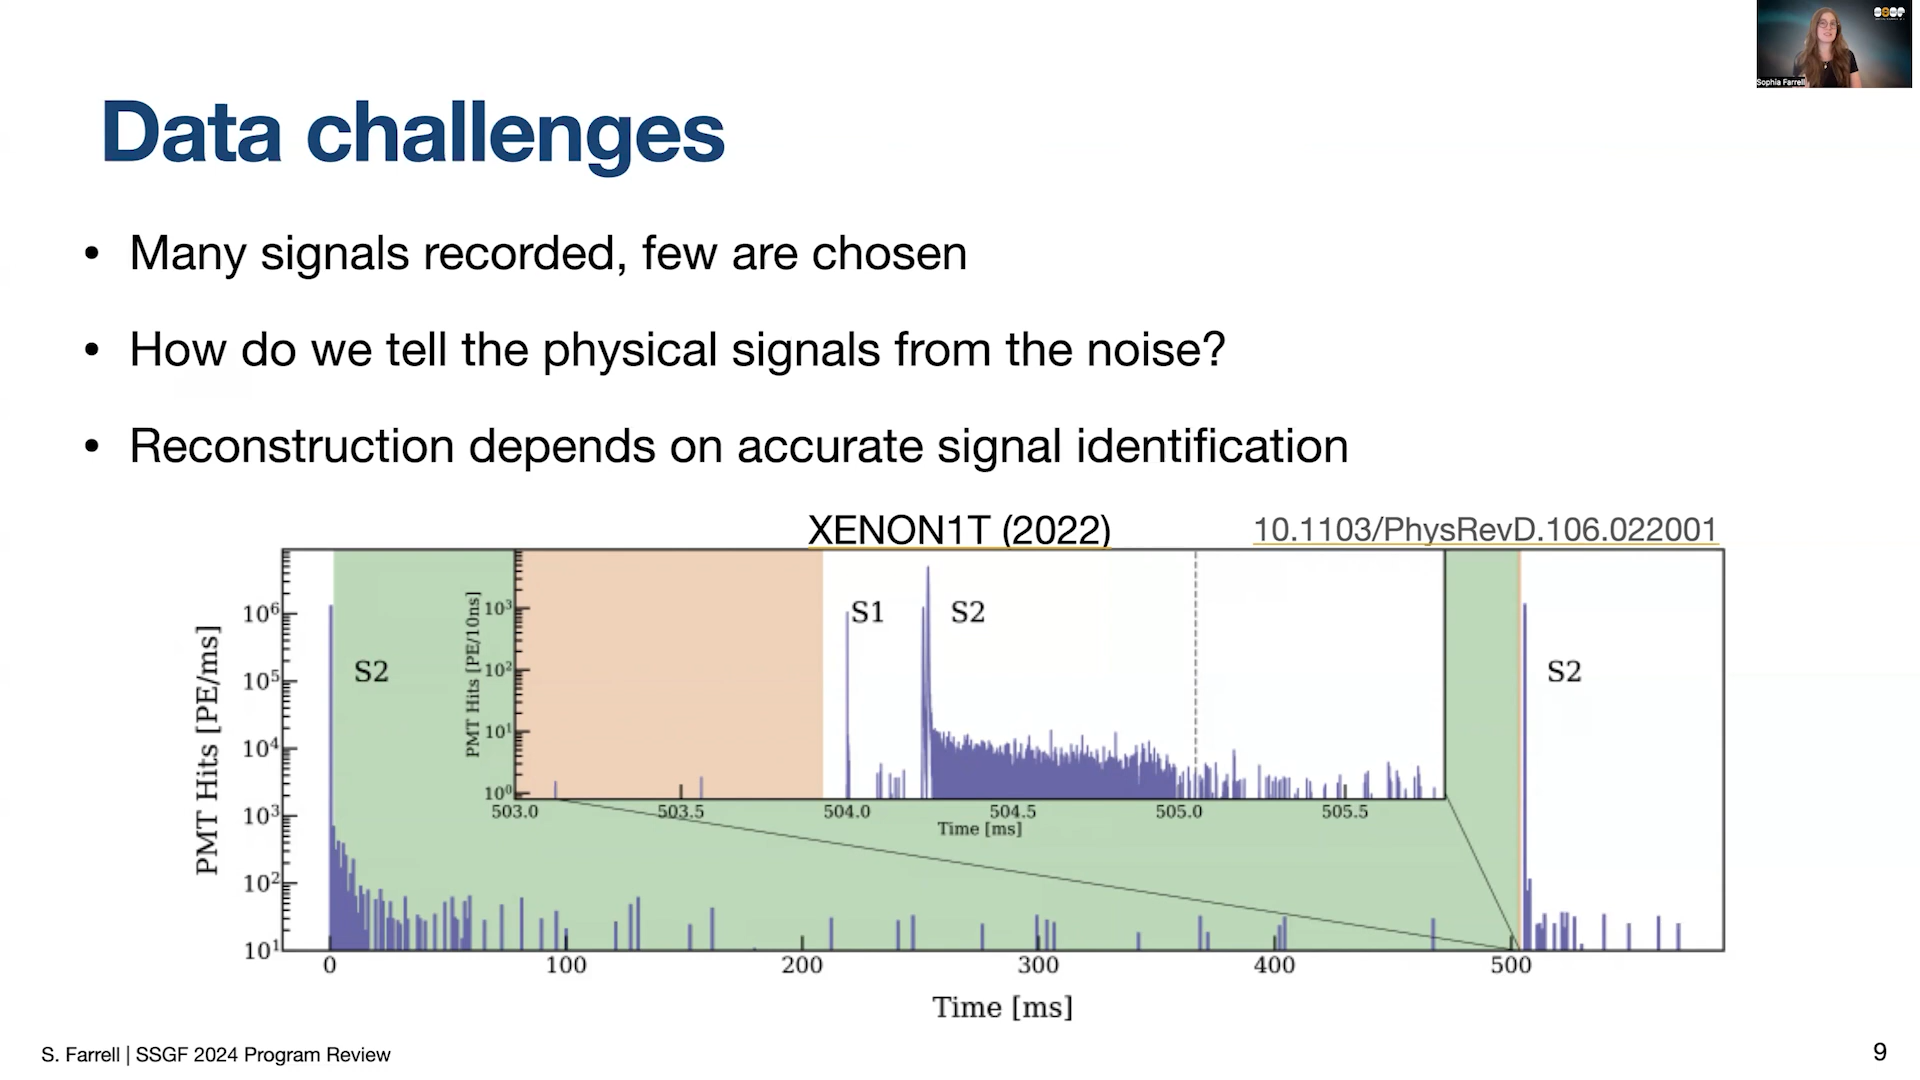 Sophia Farrell
Data challenges
• Many signals recorded, few are chosen
• How do we tell the physical signals from the noise?
• Reconstruction depends on accurate signal identification
XENON1T (2022)
10.1103/PhysRevD.106.022001
PMT Hits [PE/ms]
10⁶
10⁵
10⁴
10³
10²
10¹
S2
PMT Hits [PE/10ns]
10³
10²
10¹
10⁰
S1
S2
503.0 503.5 504.0 504.5 505.0 505.5
Time [ms]
S2
0 100 200 300 400 500
Time [ms]
S. Farrell | SSGF 2024 Program Review
9